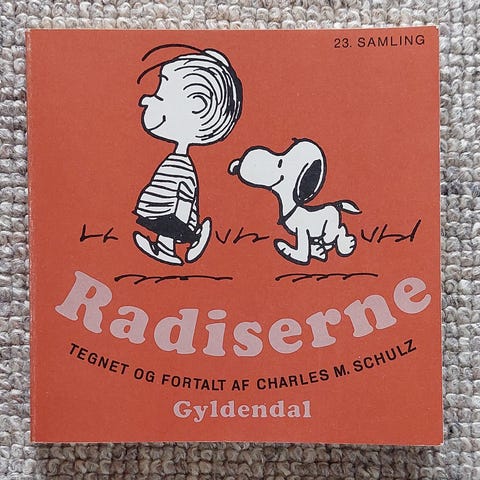 23. SAMLING
Radiserne
TEGNET OG FORTALT AF CHARLES M. SCHULZ
Gyldendal